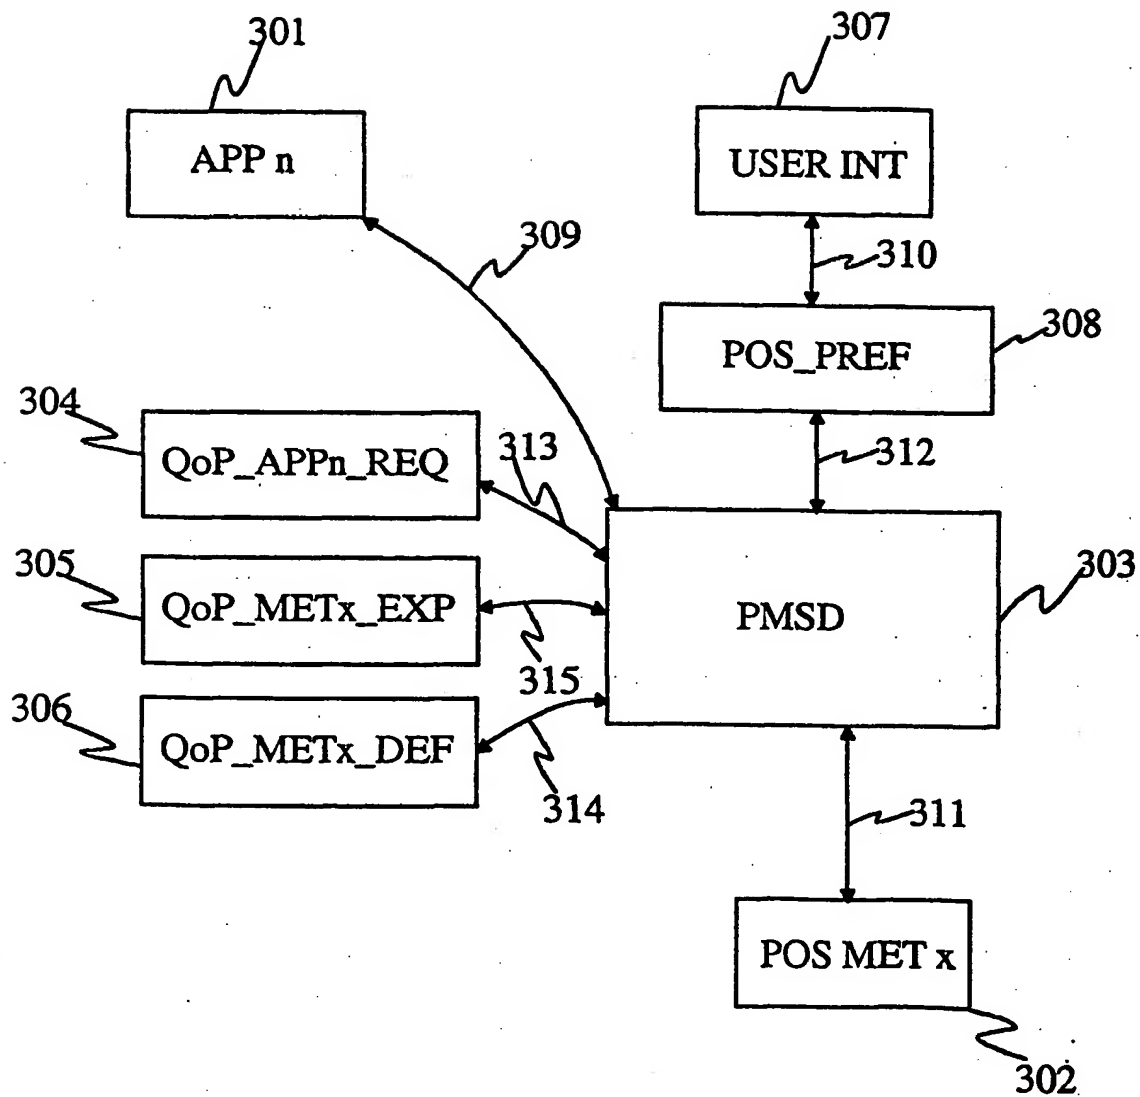 301
307
APP n
USER INT
309
310
308
POS_PREF
304
313
312
QoP_APPn_REQ
305
303
QoP_METx_EXP
PMSD
315
306
QoP_METx_DEF
314
311
POS MET x
302